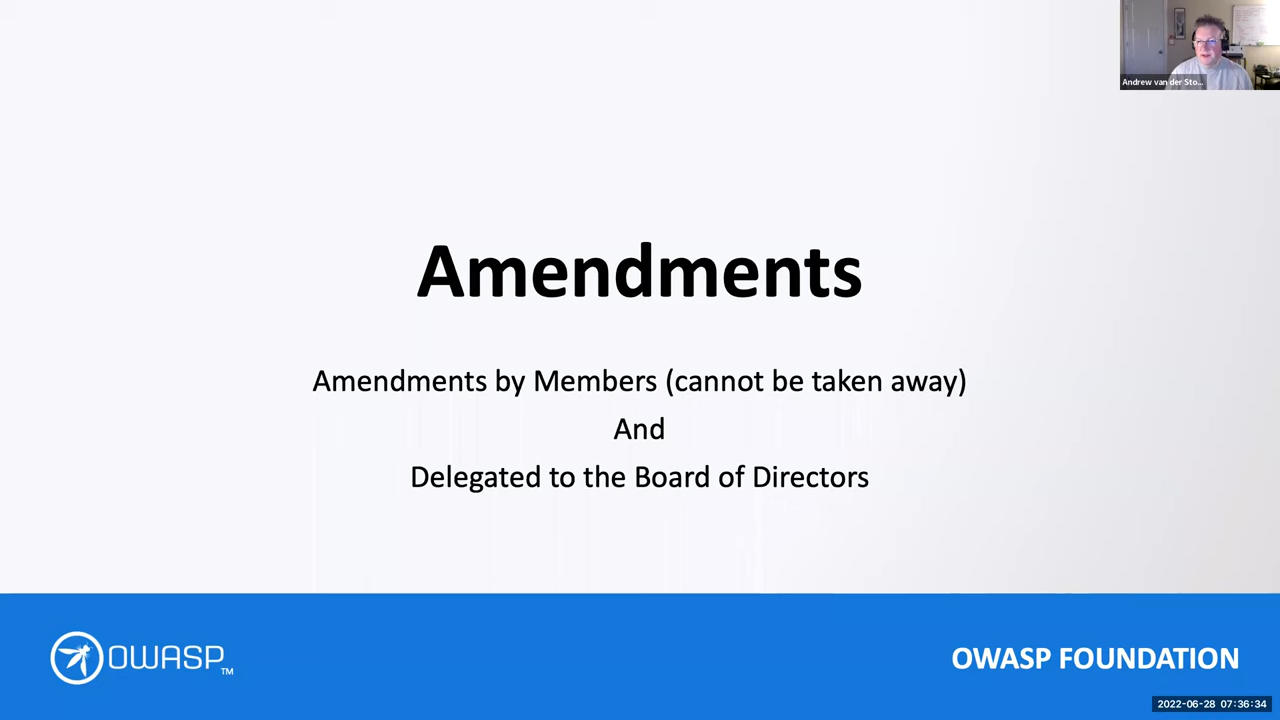 Andrew van der Sto...
Amendments
Amendments by Members (cannot be taken away)
And
Delegated to the Board of Directors
OWASP TM
OWASP FOUNDATION
2022-06-28 07:36:34